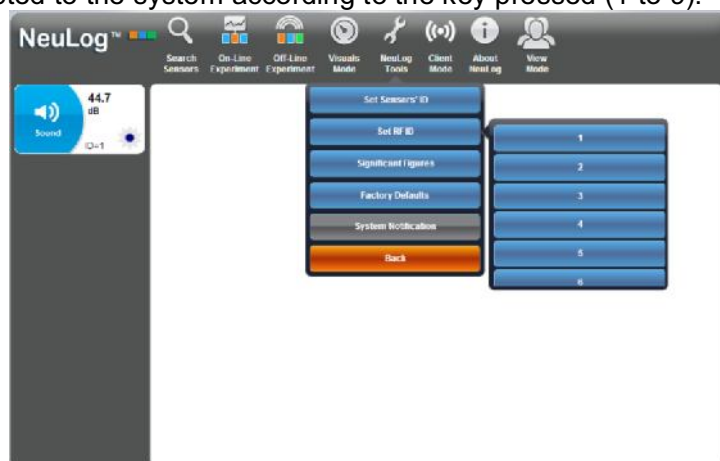 sted to the system according to the key pressed (1 to 9).
NeuLog™
Search Sensors
On-Line Experiment
Off-Line Experiment
Visuals Mode
NeuLog Tools
Client Mode
About NeuLog
View Mode
44.7
dB
Sound
ID=1
Set Sensors' ID
Set RF ID
Significant Figures
Factory Defaults
System Notification
Back
1
2
3
4
5
6